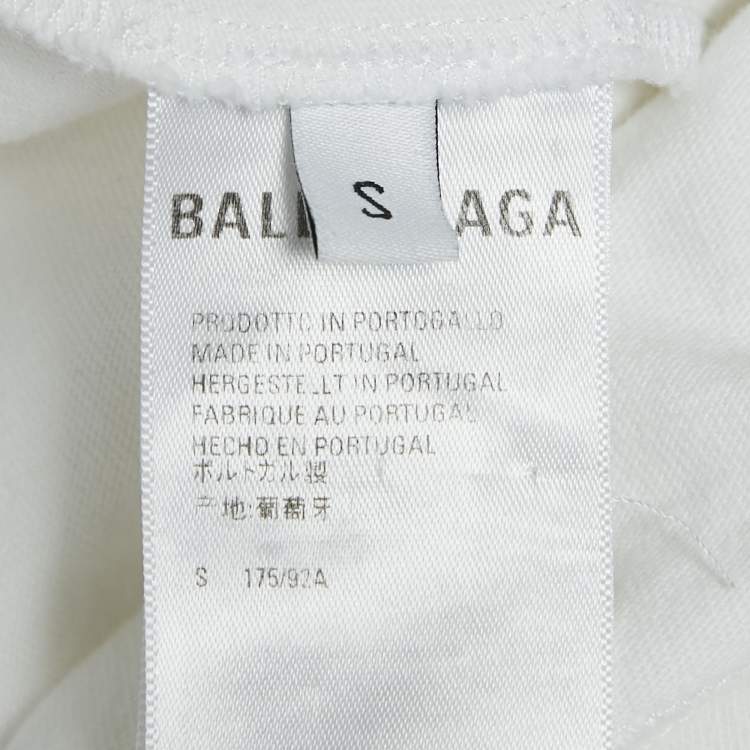 S
BAL AGA
PRODOTTO IN PORTOGALLO
MADE IN PORTUGAL
HERGESTELLT IN PORTUGAL
FABRIQUE AU PORTUGAL
HECHO EN PORTUGAL
ポルトガル製
产地:葡萄牙
S 175/92A